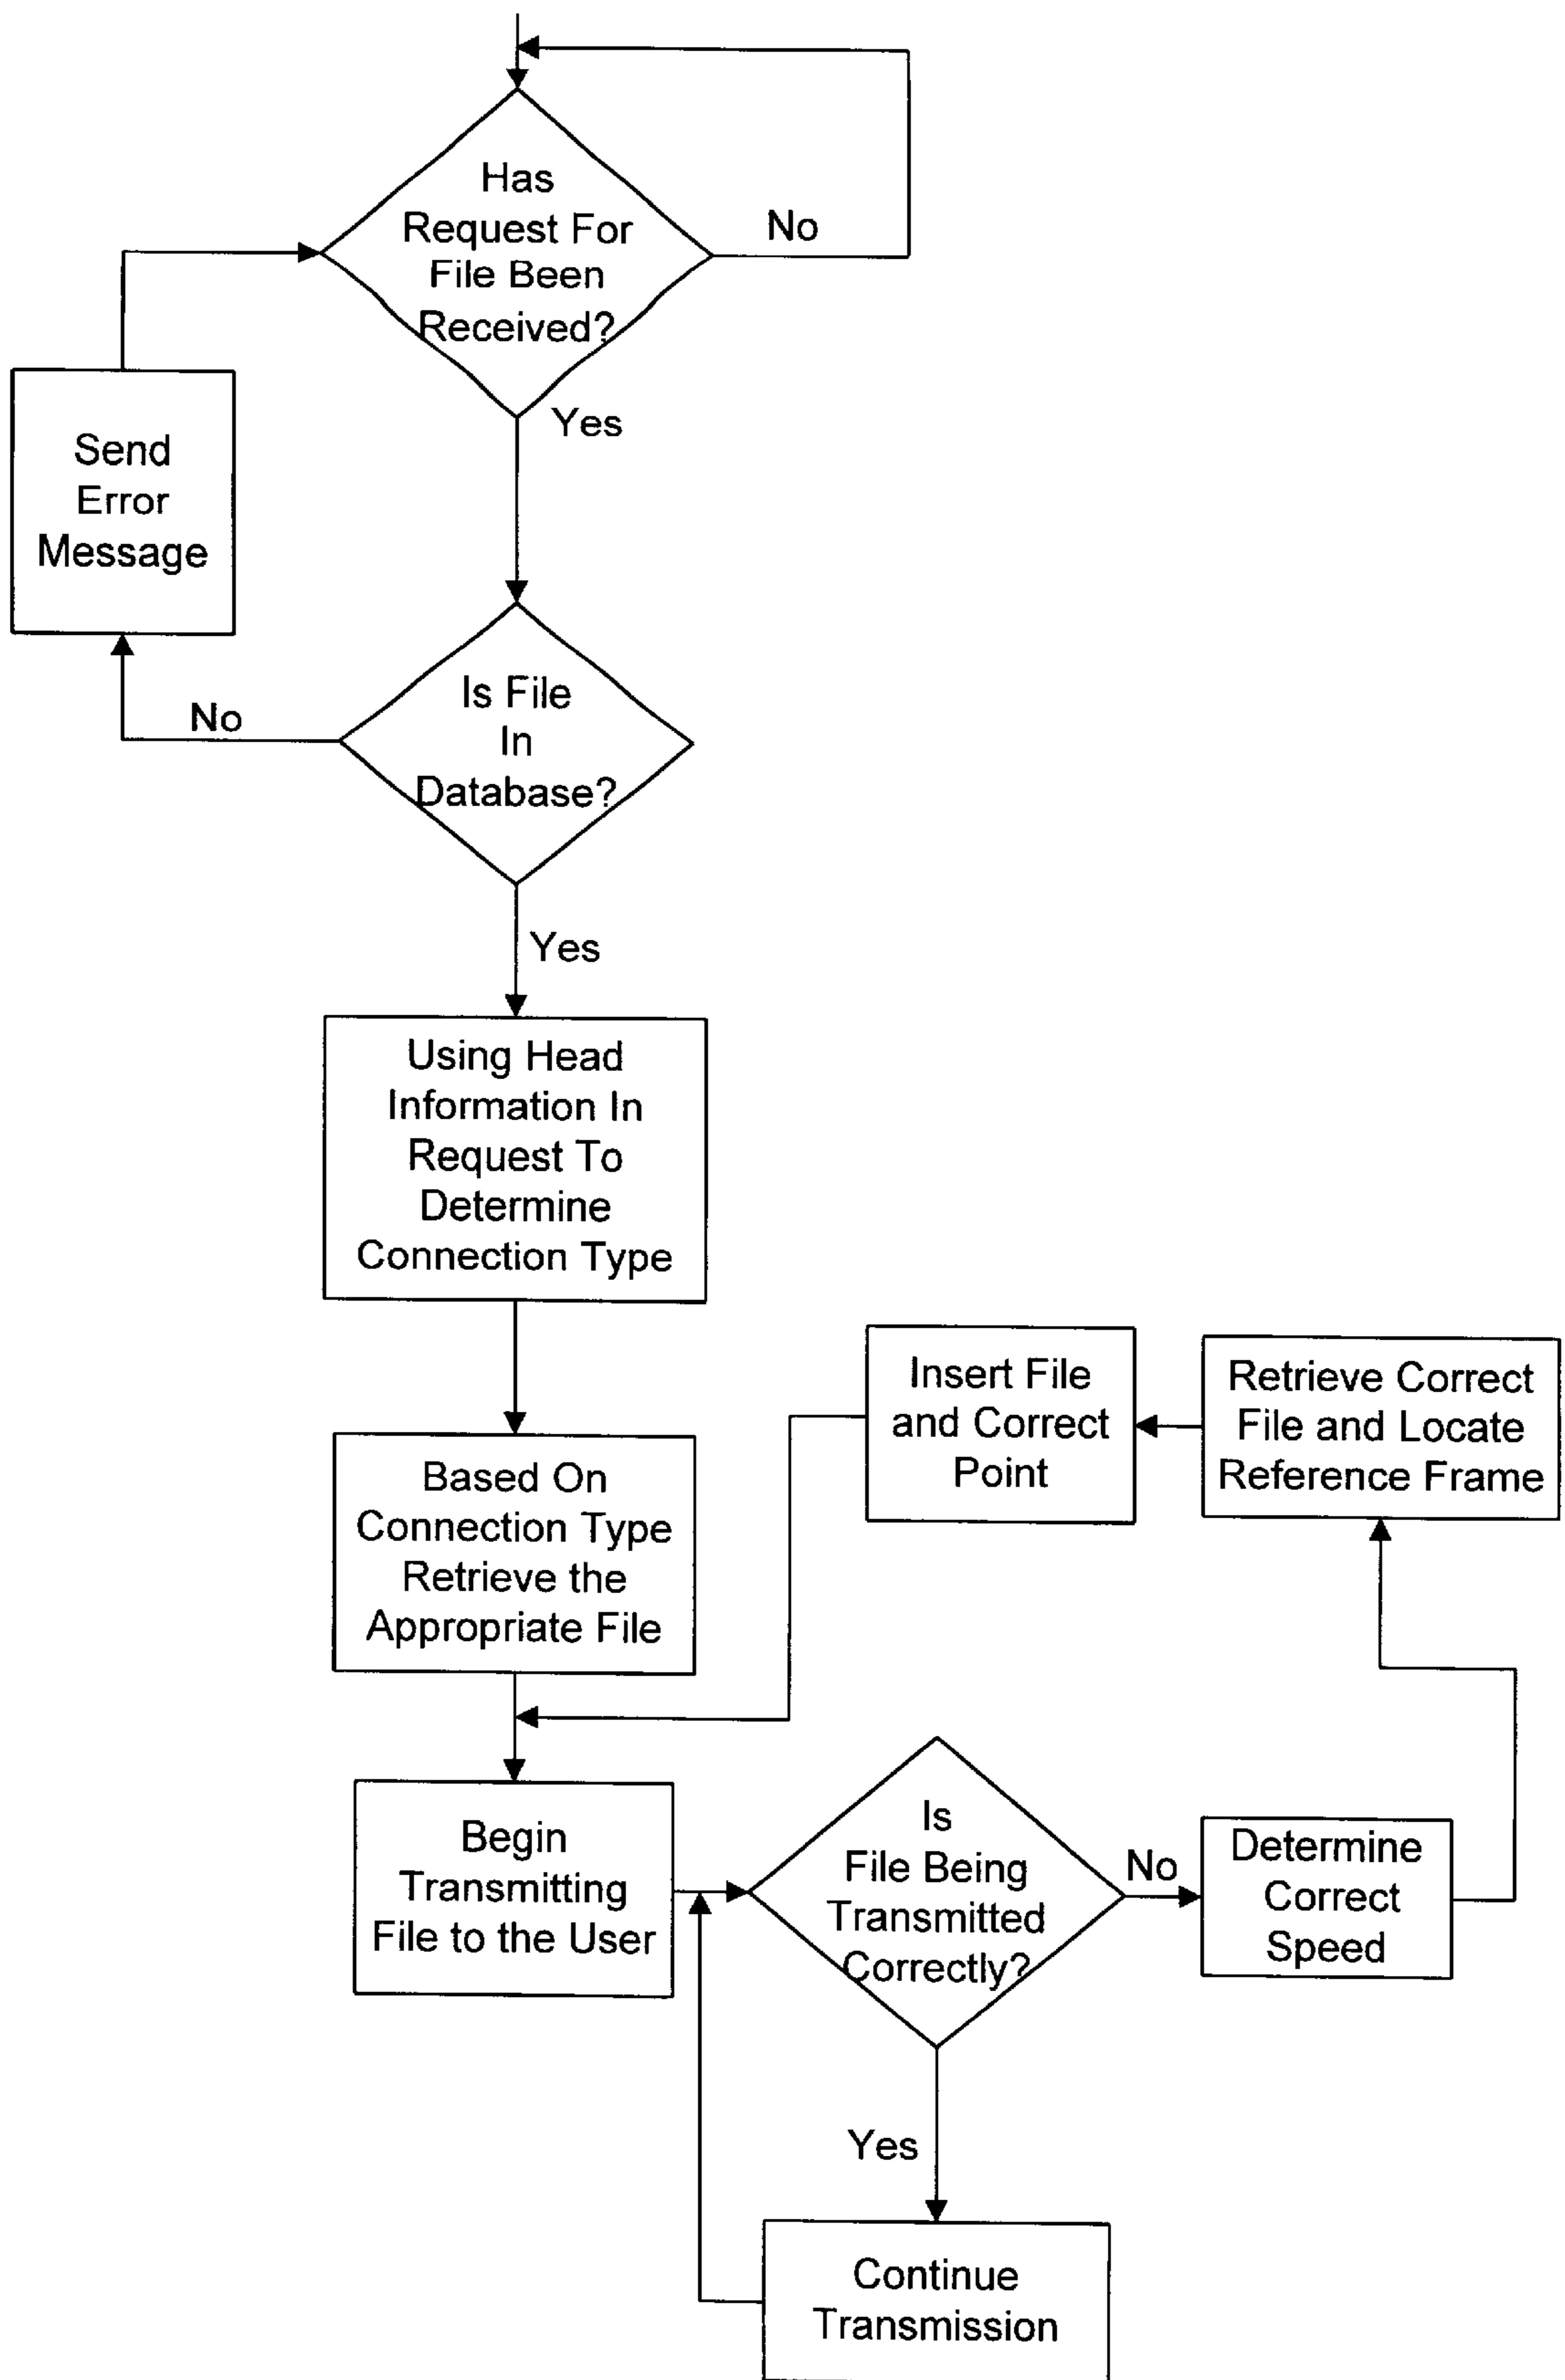 Has
Request For
File Been
Received?
No
Yes
Send
Error
Message
Is File
In
Database?
No
Yes
Using Head
Information In
Request To
Determine
Connection Type
Based On
Connection Type
Retrieve the
Appropriate File
Insert File
and Correct
Point
Retrieve Correct
File and Locate
Reference Frame
Begin
Transmitting
File to the User
Is
File Being
Transmitted
Correctly?
No
Determine
Correct
Speed
Yes
Continue
Transmission